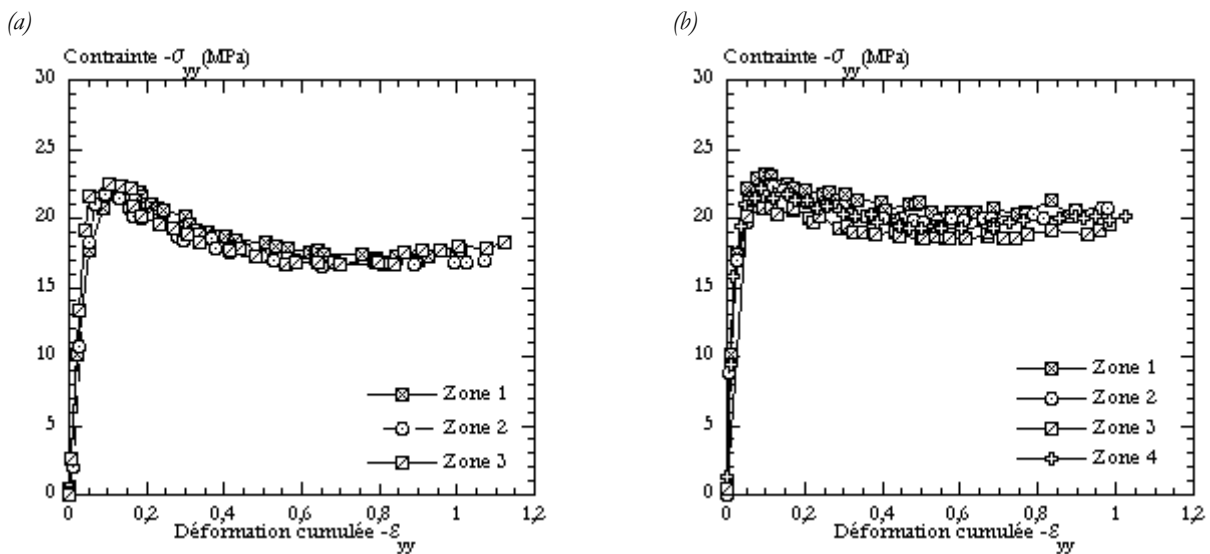 (a)
Contrainte -σyy(MPa)
30
25
20
15
10
5
0
Zone 1
Zone 2
Zone 3
0 0,2 0,4 0,6 0,8 1 1,2
Déformation cumulée -εyy
(b)
Contrainte -σyy(MPa)
30
25
20
15
10
5
0
Zone 1
Zone 2
Zone 3
Zone 4
0 0,2 0,4 0,6 0,8 1 1,2
Déformation cumulée -εyy